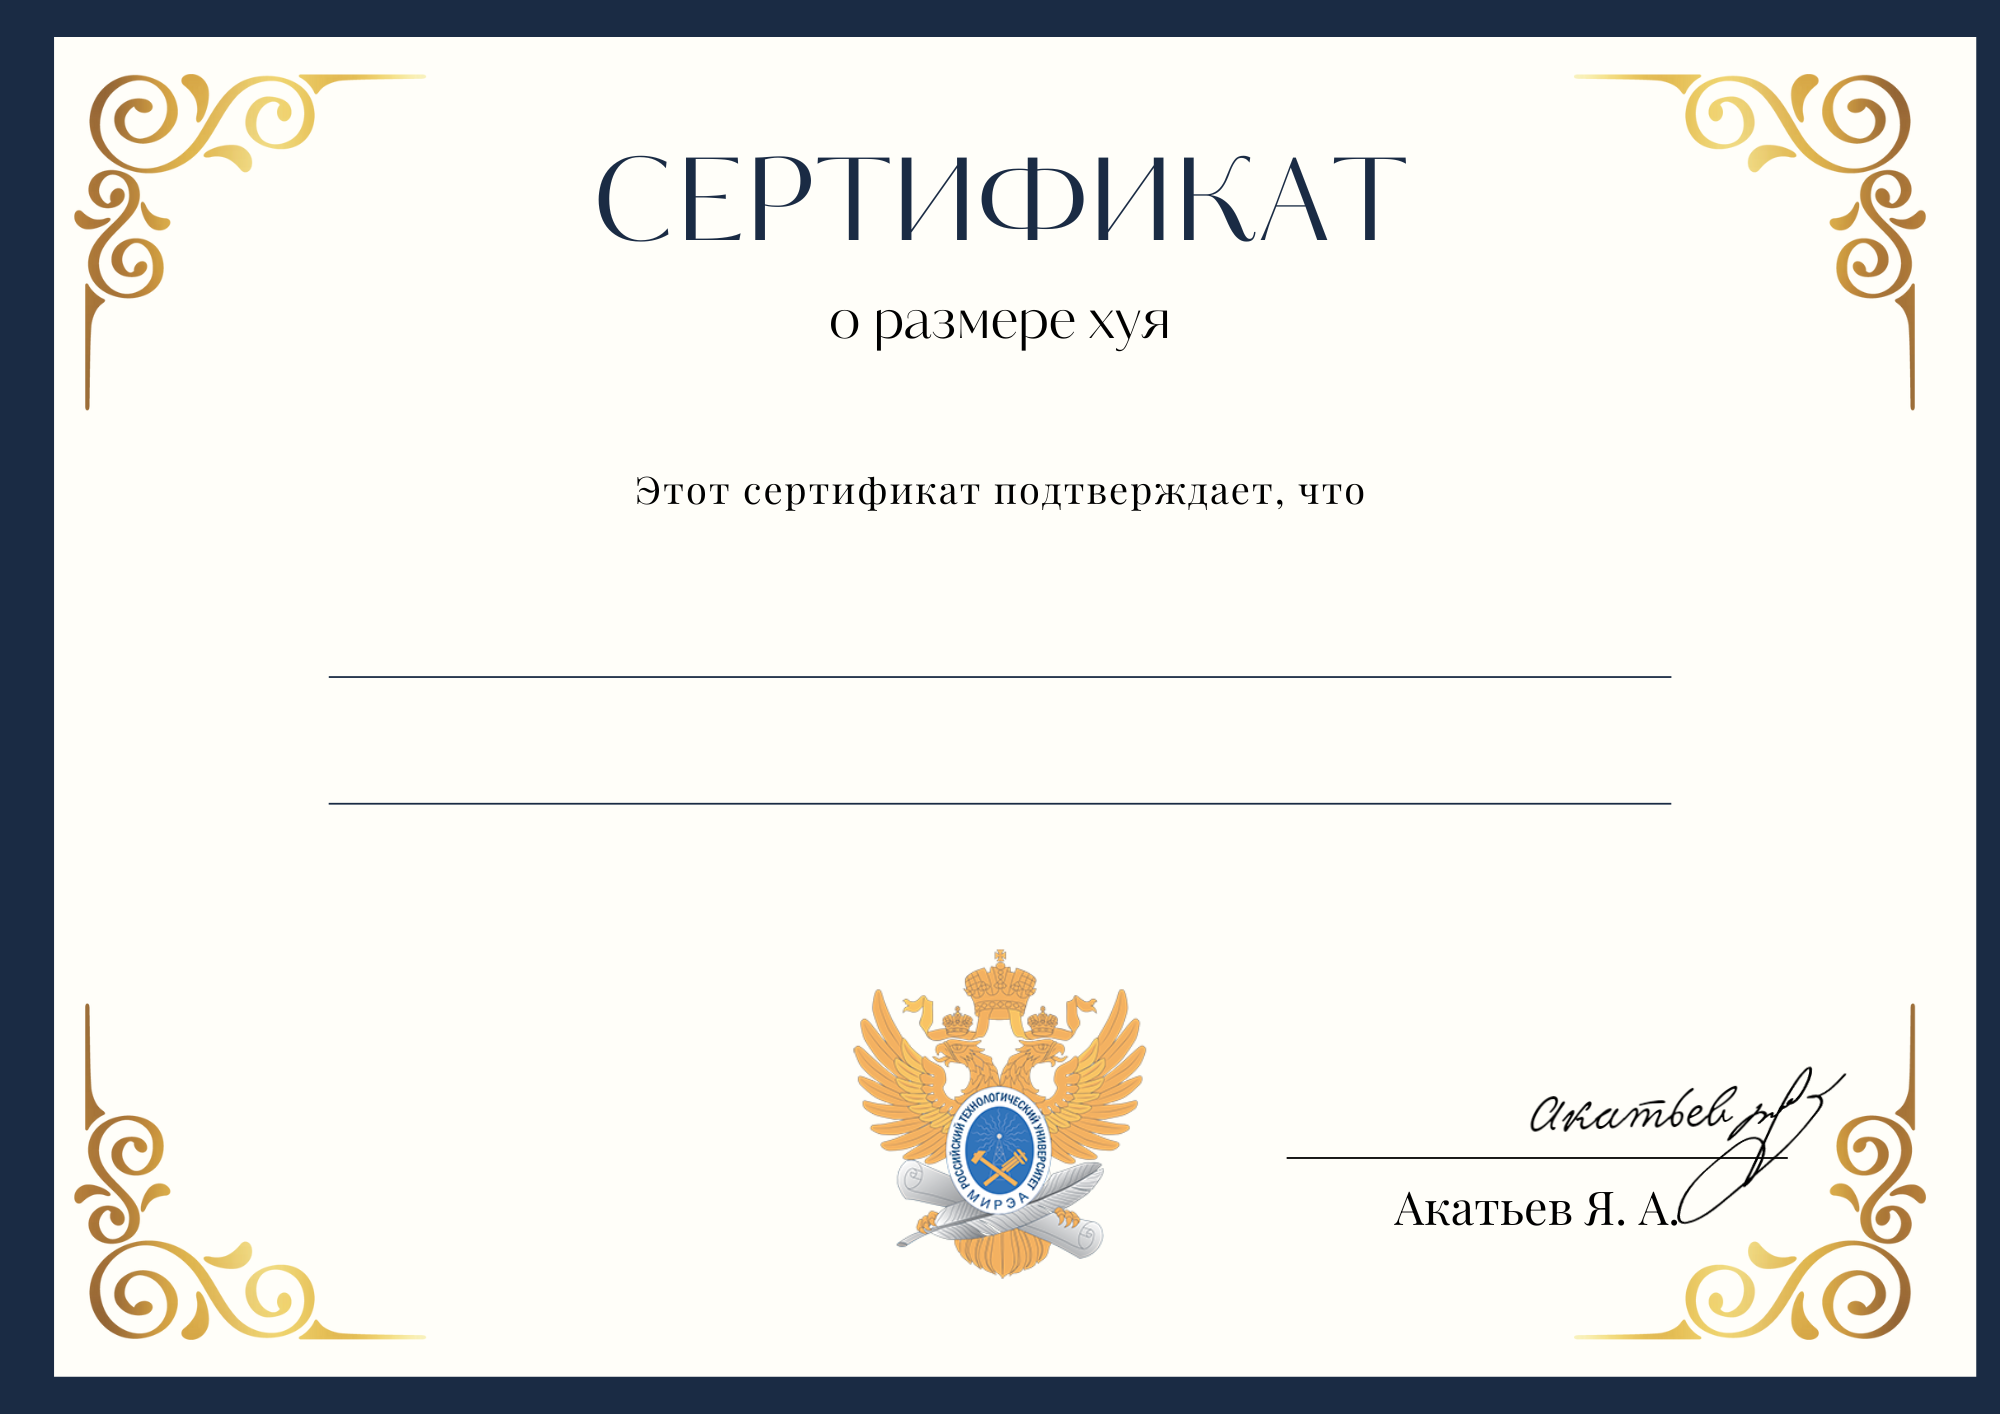 СЕРТИФИКАТ
о размере хуя
Этот сертификат подтверждает, что
РОССИЙСКИЙ ТЕХНОЛОГИЧЕСКИЙ УНИВЕРСИТЕТ
МИРЭА
Акатьев
Акатьев Я. А.